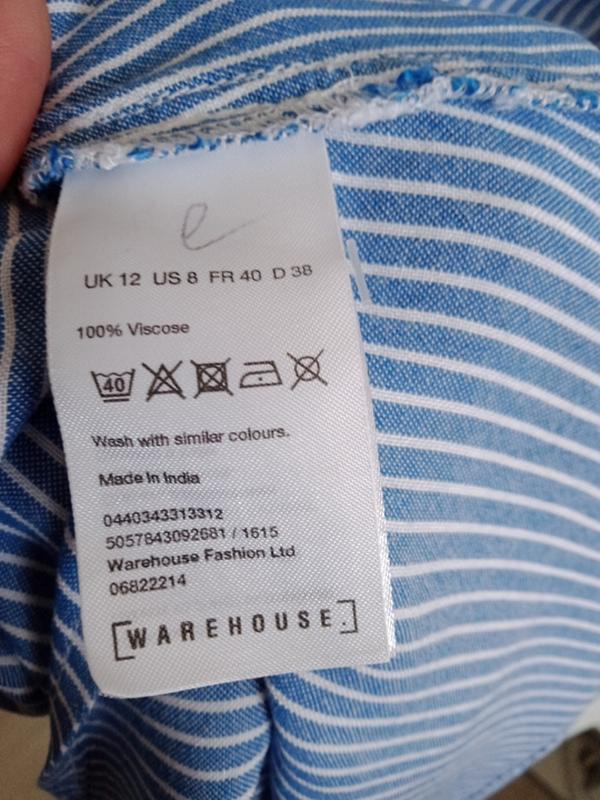 e
UK 12 US 8 FR 40 D 38
100% Viscose
40
Wash with similar colours.
Made In India
0440343313312
5057843092681 / 1615
Warehouse Fashion Ltd
06822214
[WAREHOUSE.]